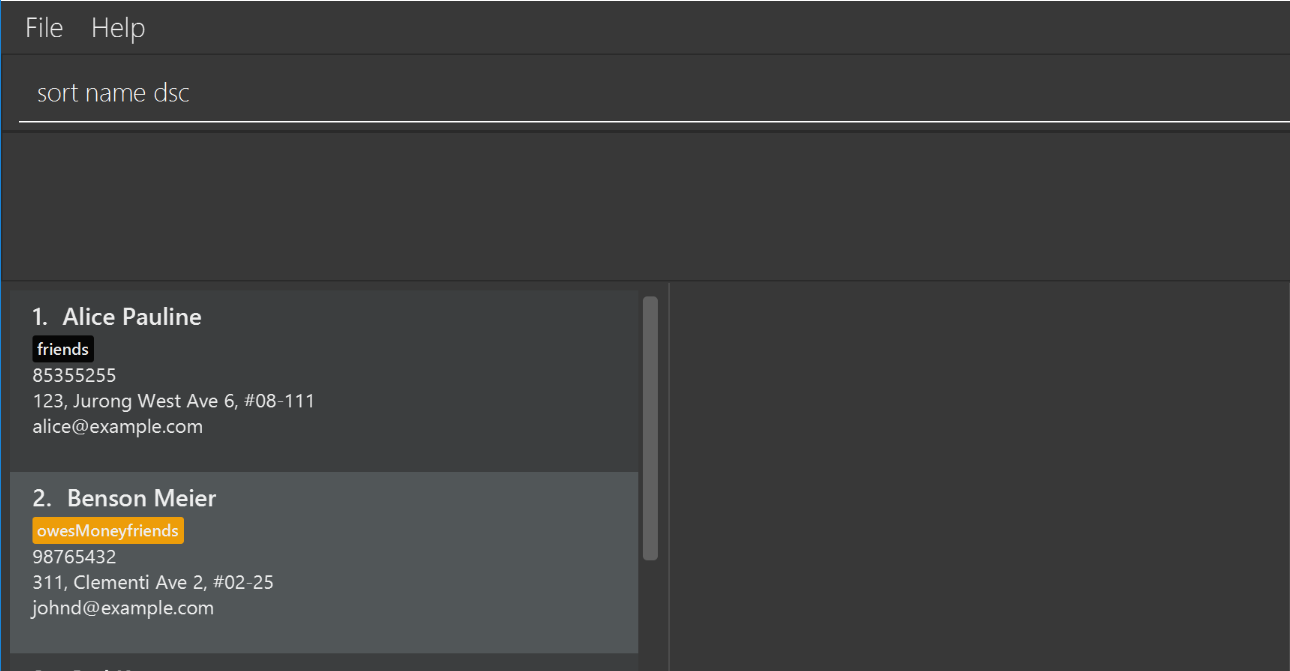 File Help
sort name dsc
1. Alice Pauline
friends
85355255
123, Jurong West Ave 6, #08-111
alice@example.com
2. Benson Meier
owesMoneyfriends
98765432
311, Clementi Ave 2, #02-25
johnd@example.com